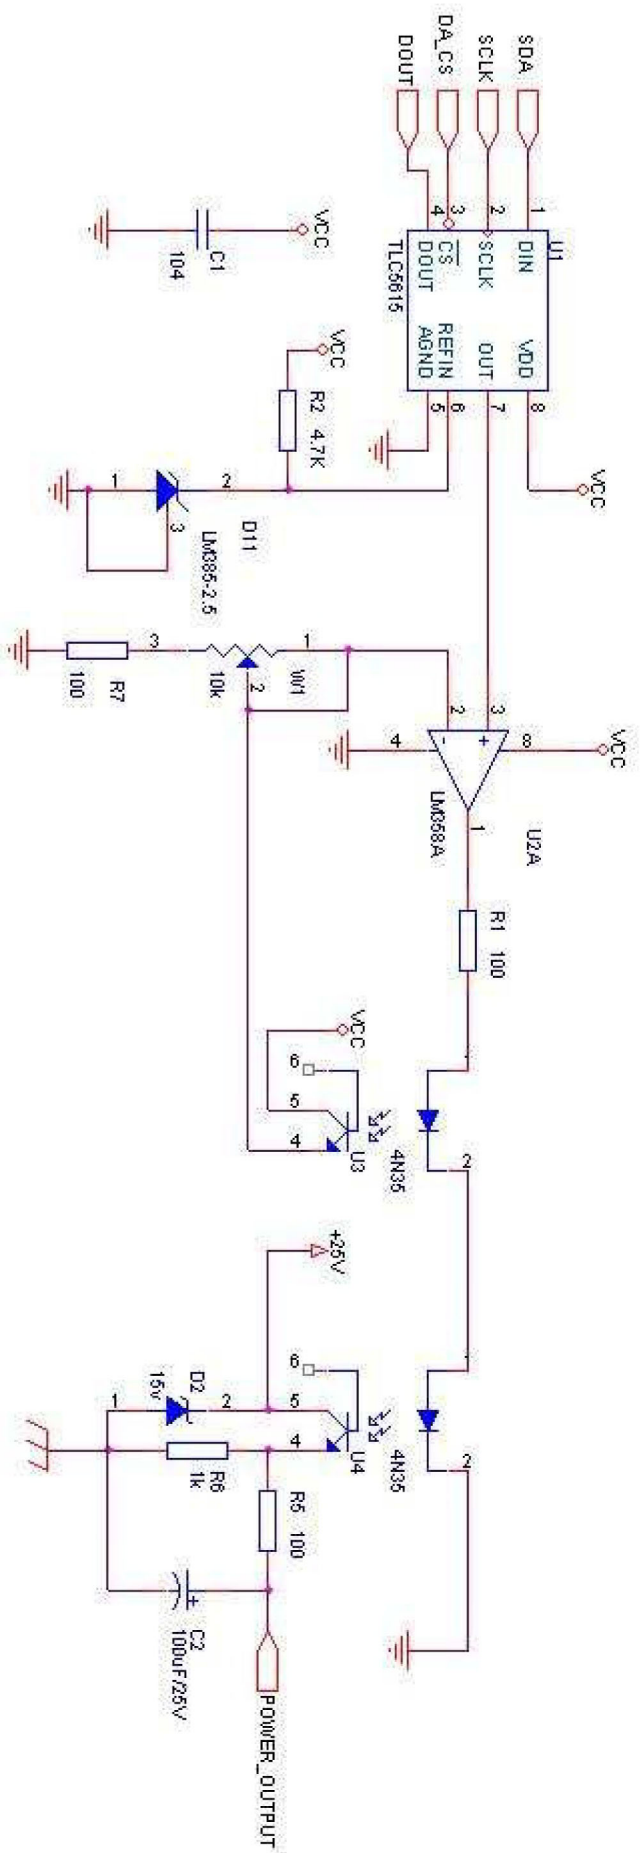 SDA
SCLK
DA_CS
DOUT
1
2
3
4
U1
DIN
SCLK
CS
DOUT
VDD
OUT
REFIN
AGND
TLC5615
8
7
6
5
VCC
VCC
C1
104
VCC
R2 4.7K
D11
LM385-2.5
1
2
3
VCC
U2A
LM358A
3
2
8
4
1
W1
10k
1
2
3
R7
100
R1 100
1
2
4N35
U3
VCC
6
5
4
1
2
4N35
U4
+25V
6
5
4
D2
15v
1
2
R6
1k
R5 100
C2
100uF/25V
+
POWER_OUTPUT